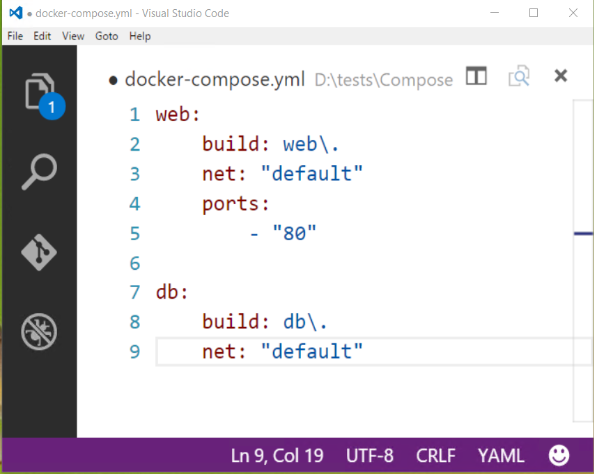 ● docker-compose.yml - Visual Studio Code
File Edit View Goto Help
● docker-compose.yml D:\tests\Compose
1
1 web:
2     build: web\.
3     net: "default"
4     ports:
5         - "80"
6
7 db:
8     build: db\.
9     net: "default"
Ln 9, Col 19 UTF-8 CRLF YAML